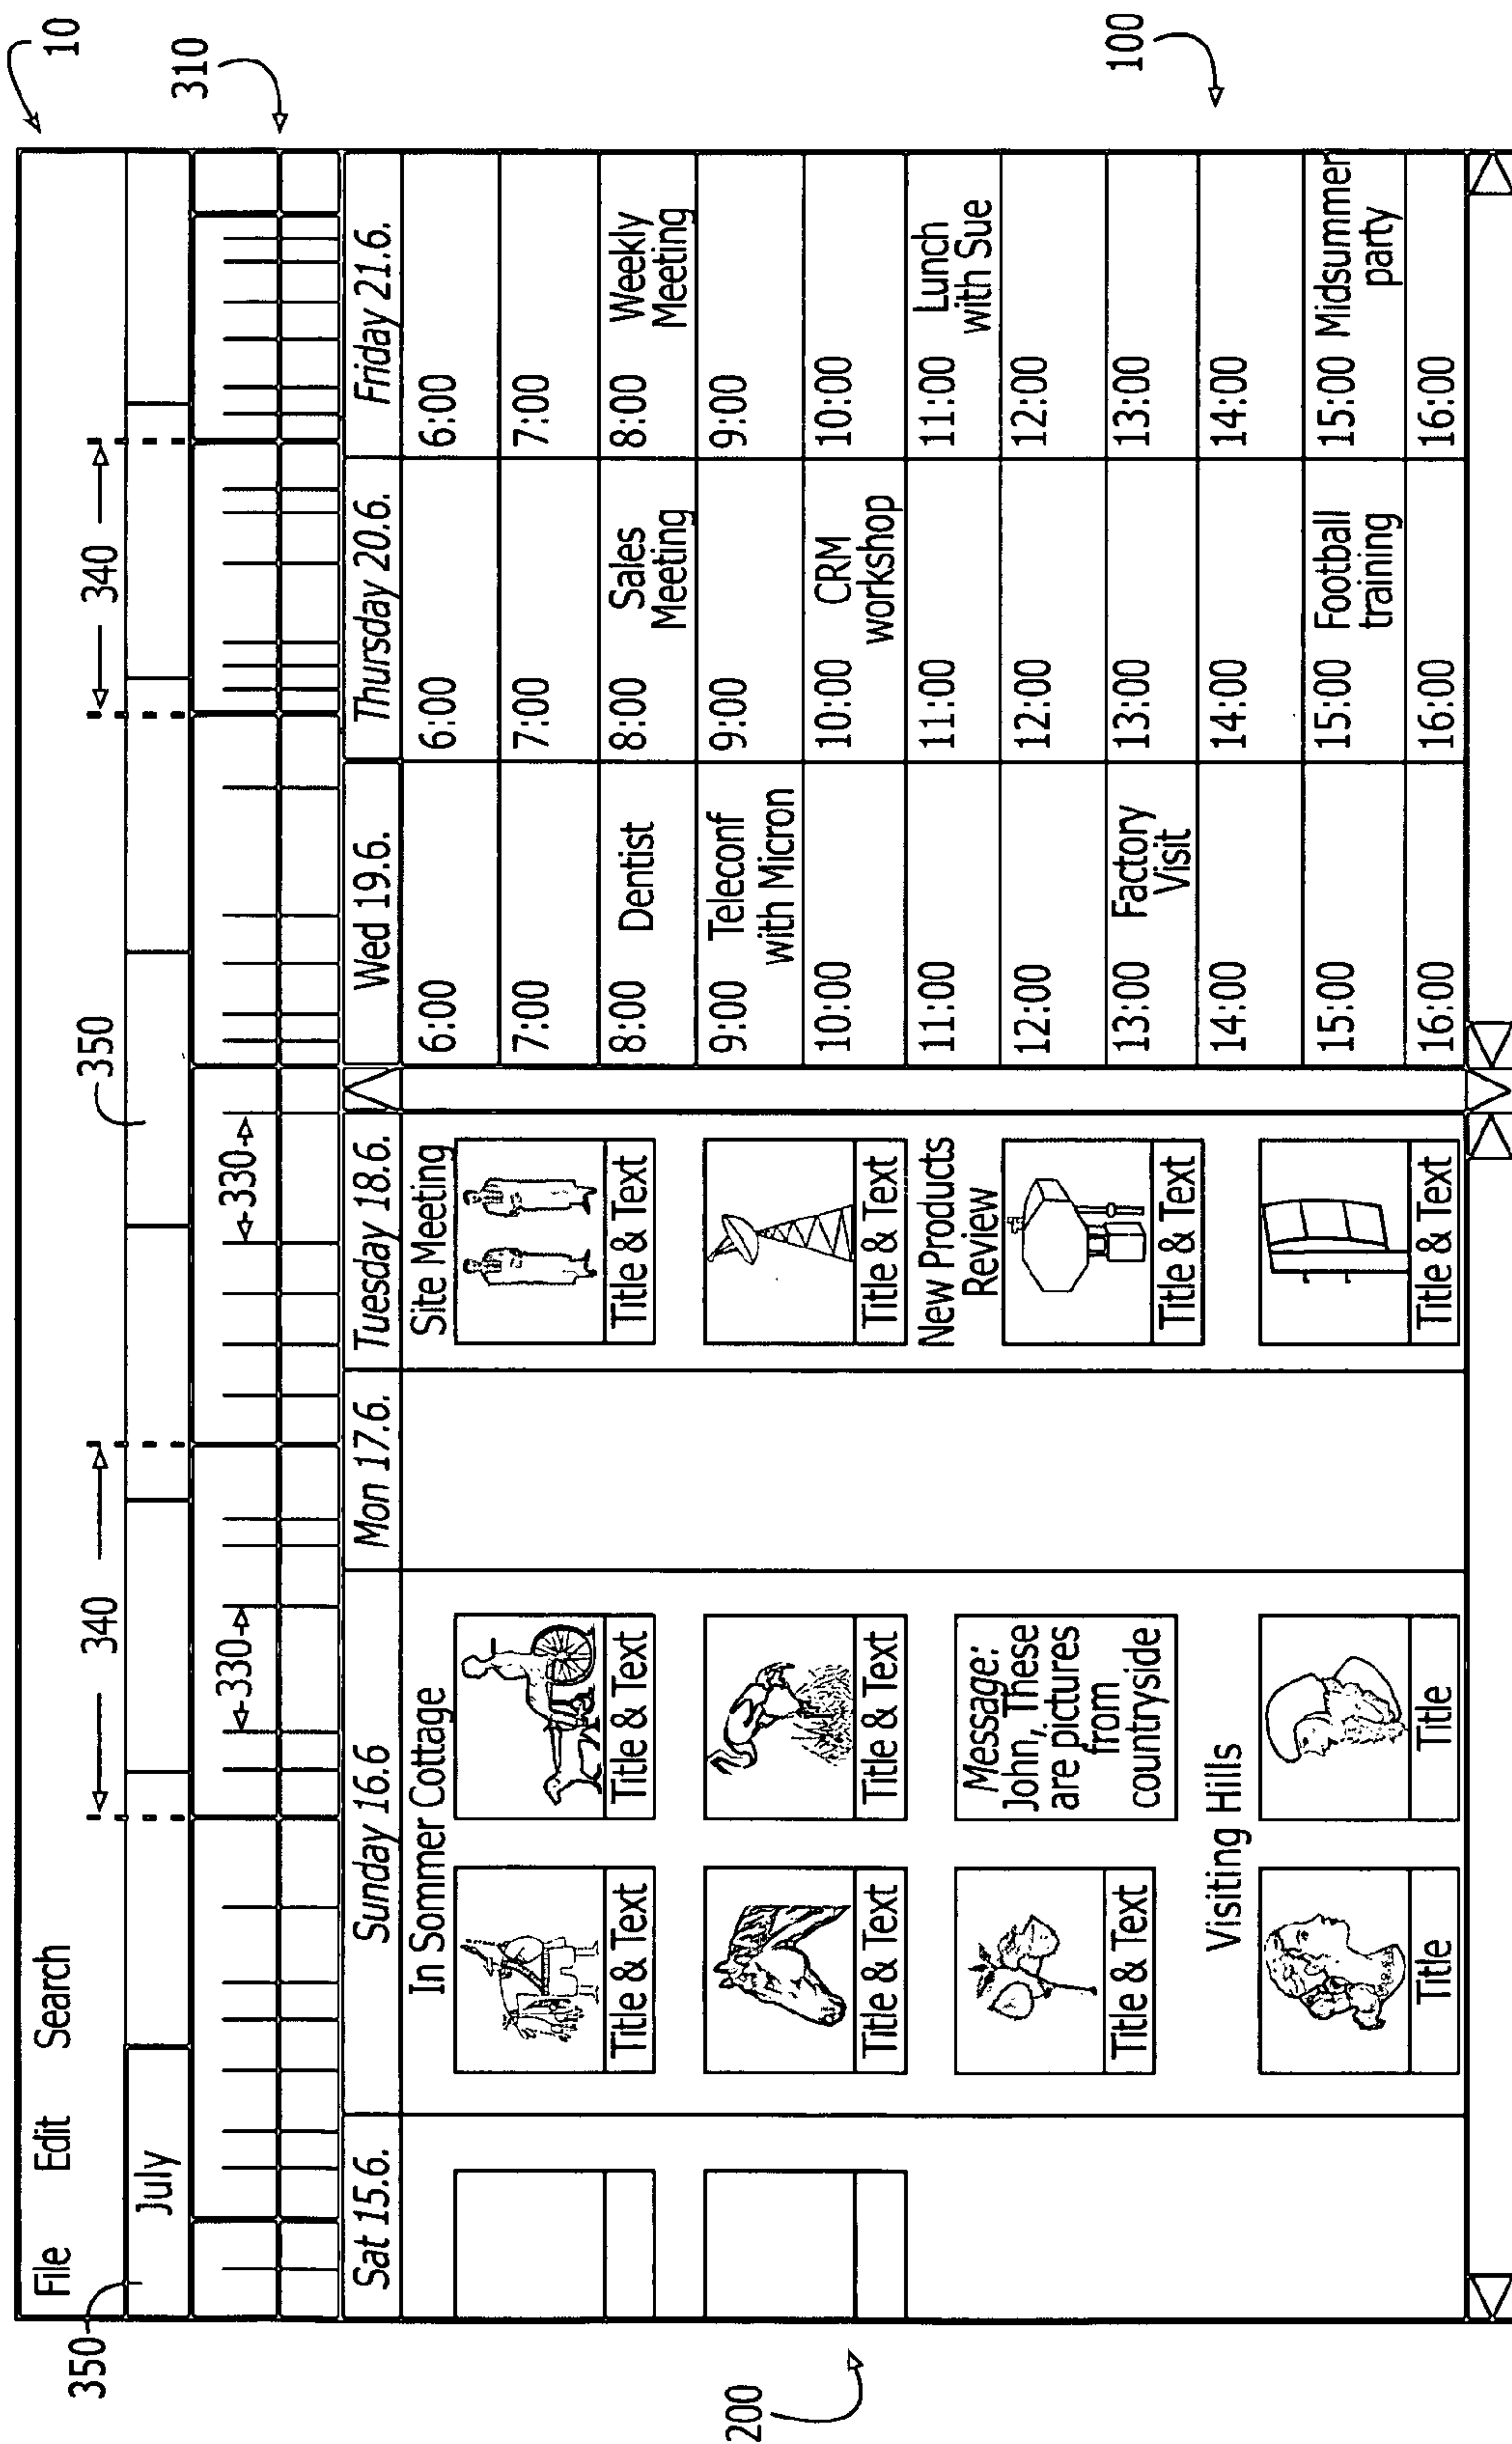 10
File Edit Search
310
350
340
350
340
July
330
330
Sat 15.6.
Sunday 16.6
Mon 17.6.
Tuesday 18.6.
Wed 19.6.
Thursday 20.6.
Friday 21.6.
In Sommer Cottage
Title & Text
Title & Text
Title & Text
Title & Text
Title & Text
Message:
John, These
are pictures
from
countryside
Visiting Hills
Title
Title
Site Meeting
Title & Text
Title & Text
New Products
Review
Title & Text
Title & Text
6:00
7:00
8:00 Dentist
9:00 Teleconf
with Micron
10:00
11:00
12:00
13:00 Factory
Visit
14:00
15:00
16:00
6:00
7:00
8:00 Sales
Meeting
9:00
10:00 CRM
workshop
11:00
12:00
13:00
14:00
15:00 Football
training
16:00
6:00
7:00
8:00 Weekly
Meeting
9:00
10:00
11:00 Lunch
with Sue
12:00
13:00
14:00
15:00 Midsummer
party
16:00
200
100